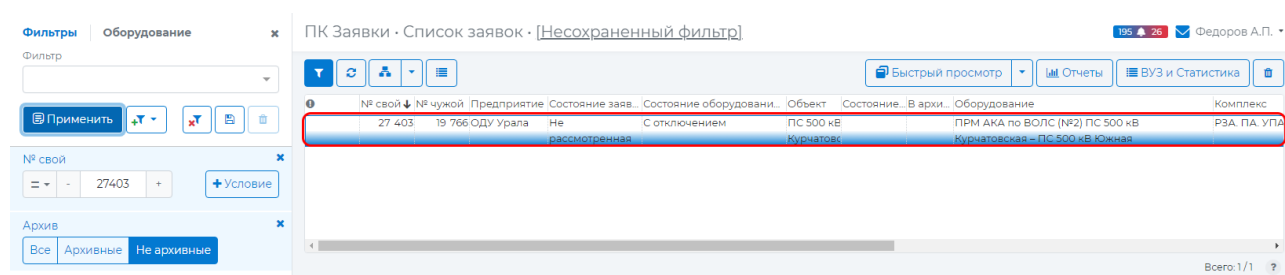 Фильтры Оборудование
ПК Заявки · Список заявок · [Несохраненный фильтр]
195 26 Федоров А.П.
Фильтр
Быстрый просмотр Отчеты ВУЗ и Статистика
№ свой № чужой Предприятие Состояние заяв... Состояние оборудовани... Объект Состояние... В архи... Оборудование Комплекс
Применить
27 403 19 766 ОДУ Урала Не С отключением ПС 500 кВ ПРМ АКА по ВОЛС (№2) ПС 500 кВ РЗА. ПА. УПА
рассмотренная Курчатовс Курчатовская – ПС 500 кВ Южная
№ свой
= - 27403 + + Условие
Архив
Все Архивные Не архивные
Всего: 1 / 1 ?